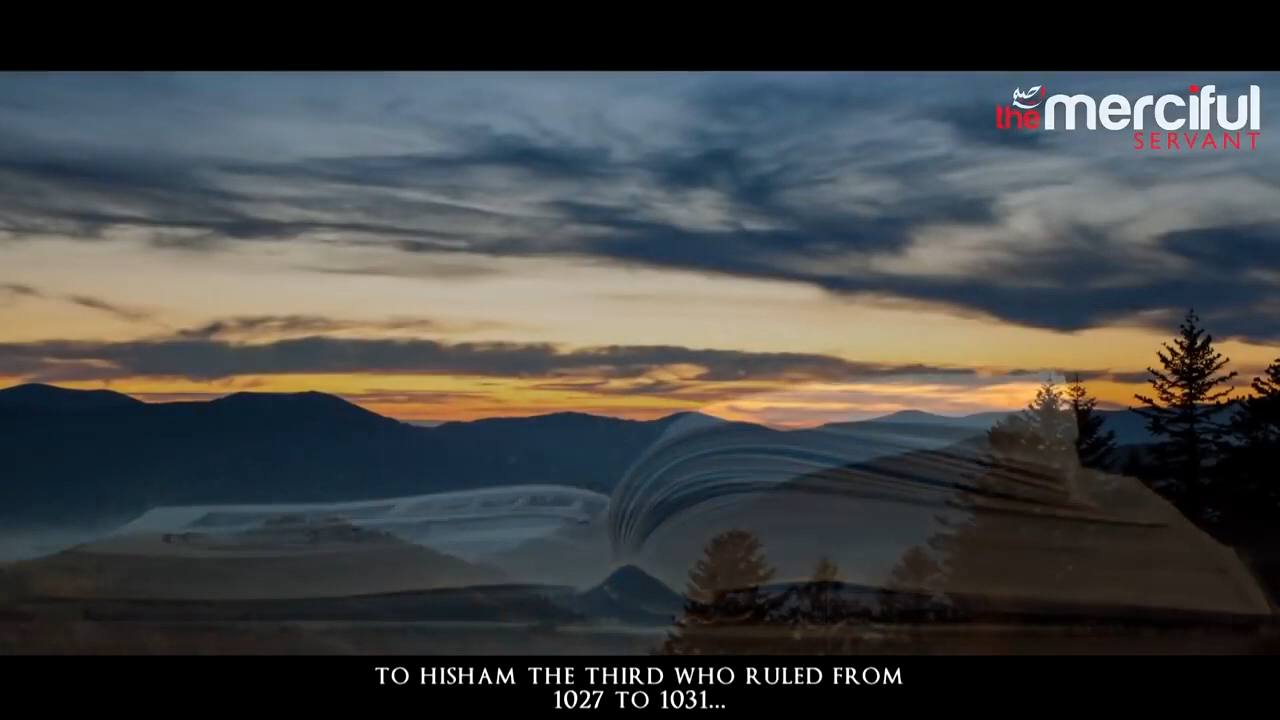 the merciful
SERVANT
TO HISHAM THE THIRD WHO RULED FROM
1027 TO 1031...